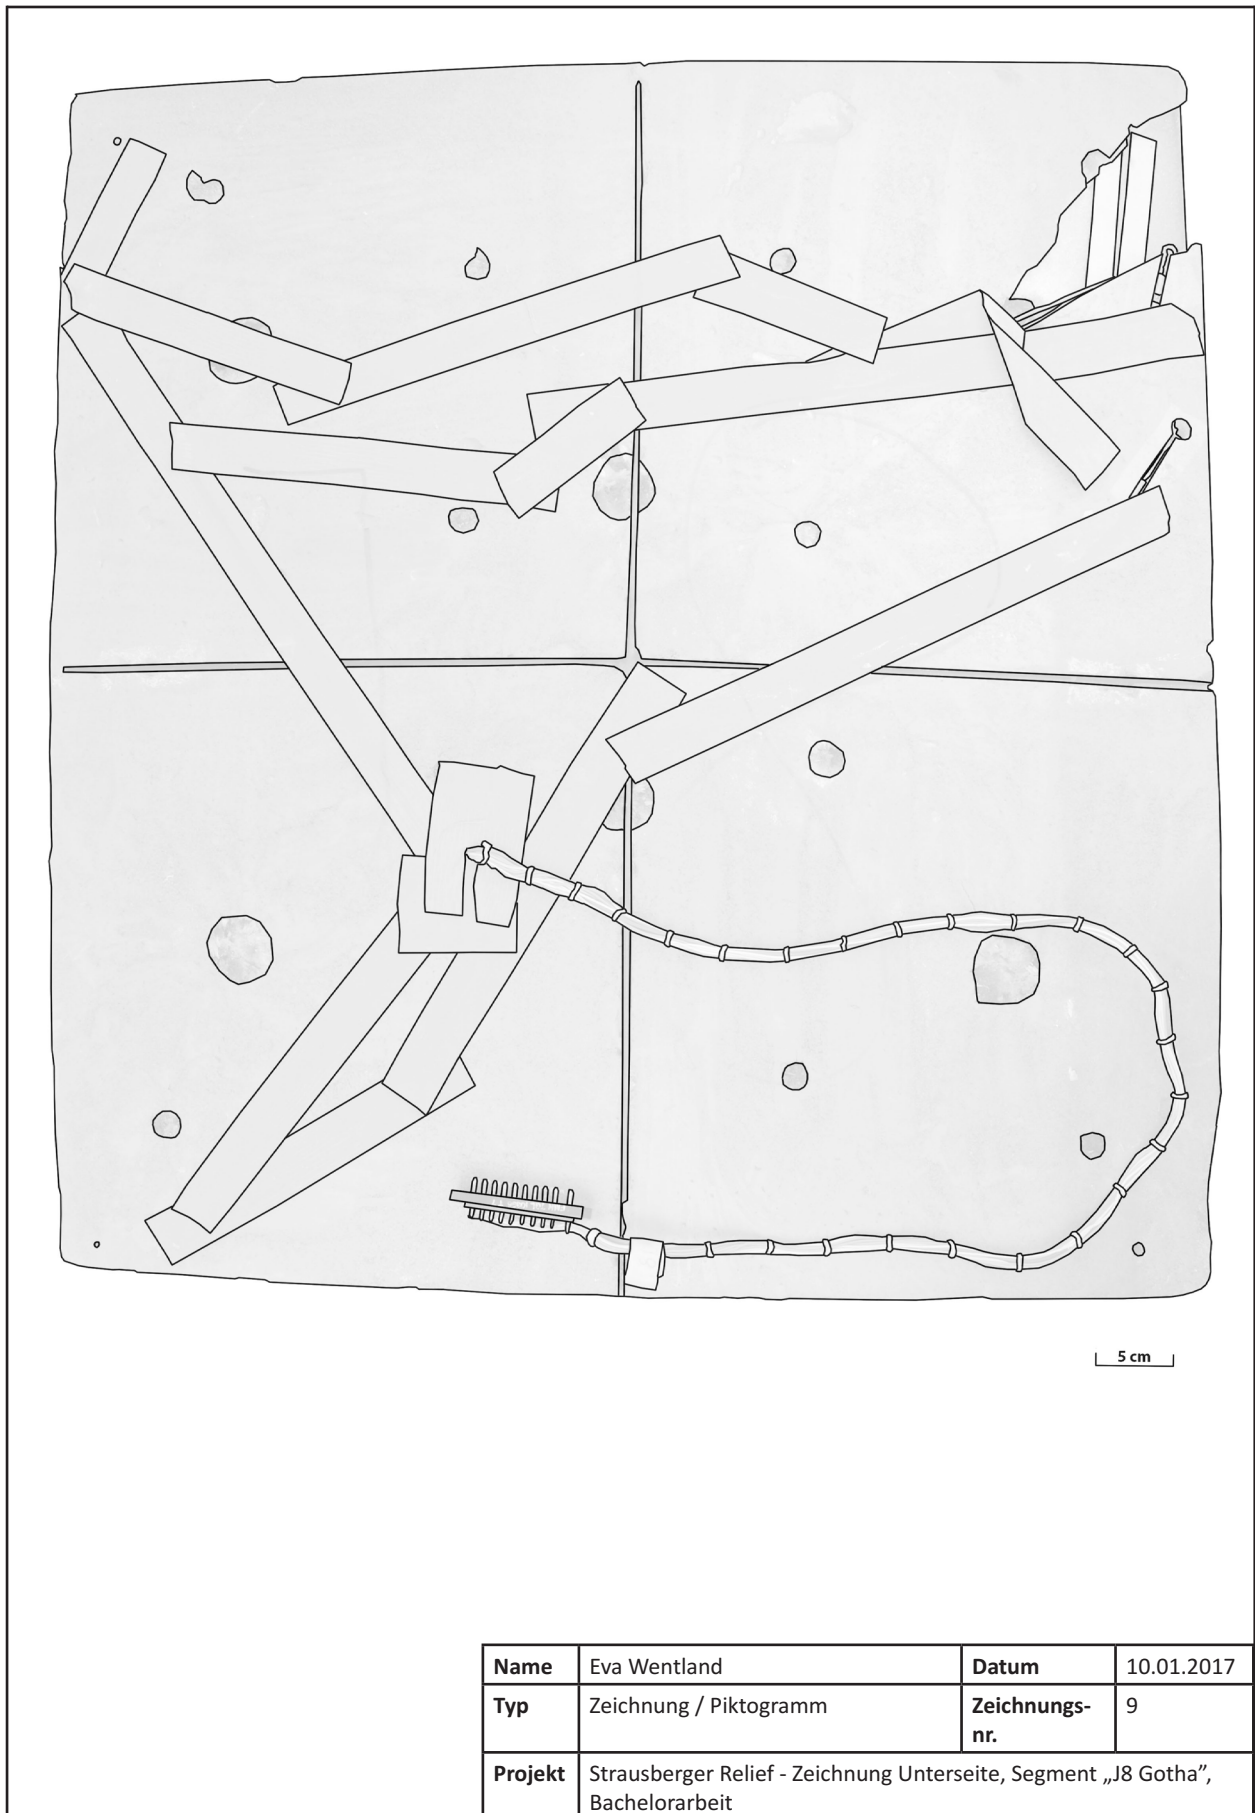 5 cm
Name Eva Wentland Datum 10.01.2017
Typ Zeichnung / Piktogramm Zeichnungs-
nr. 9
Projekt Strausberger Relief - Zeichnung Unterseite, Segment „J8 Gotha”,
Bachelorarbeit